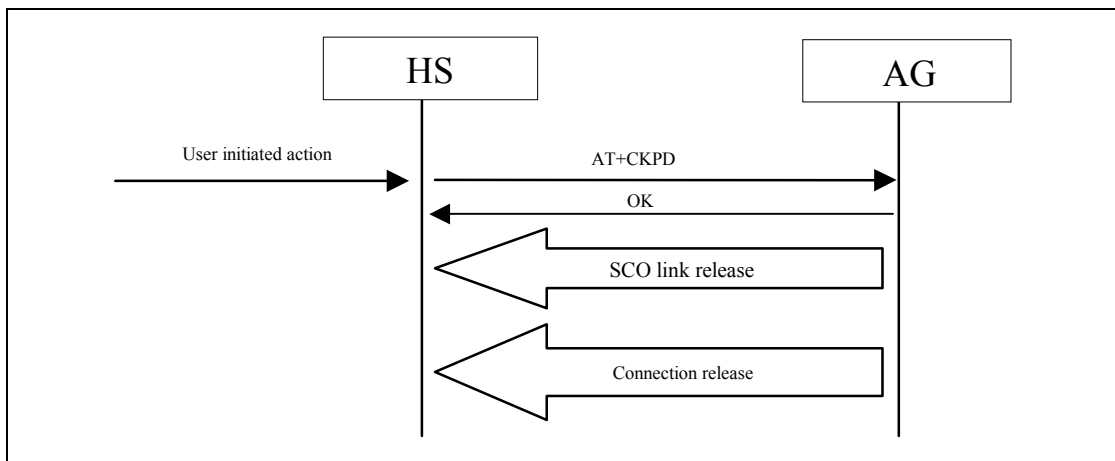 HS
AG
User initiated action
AT+CKPD
OK
SCO link release
Connection release